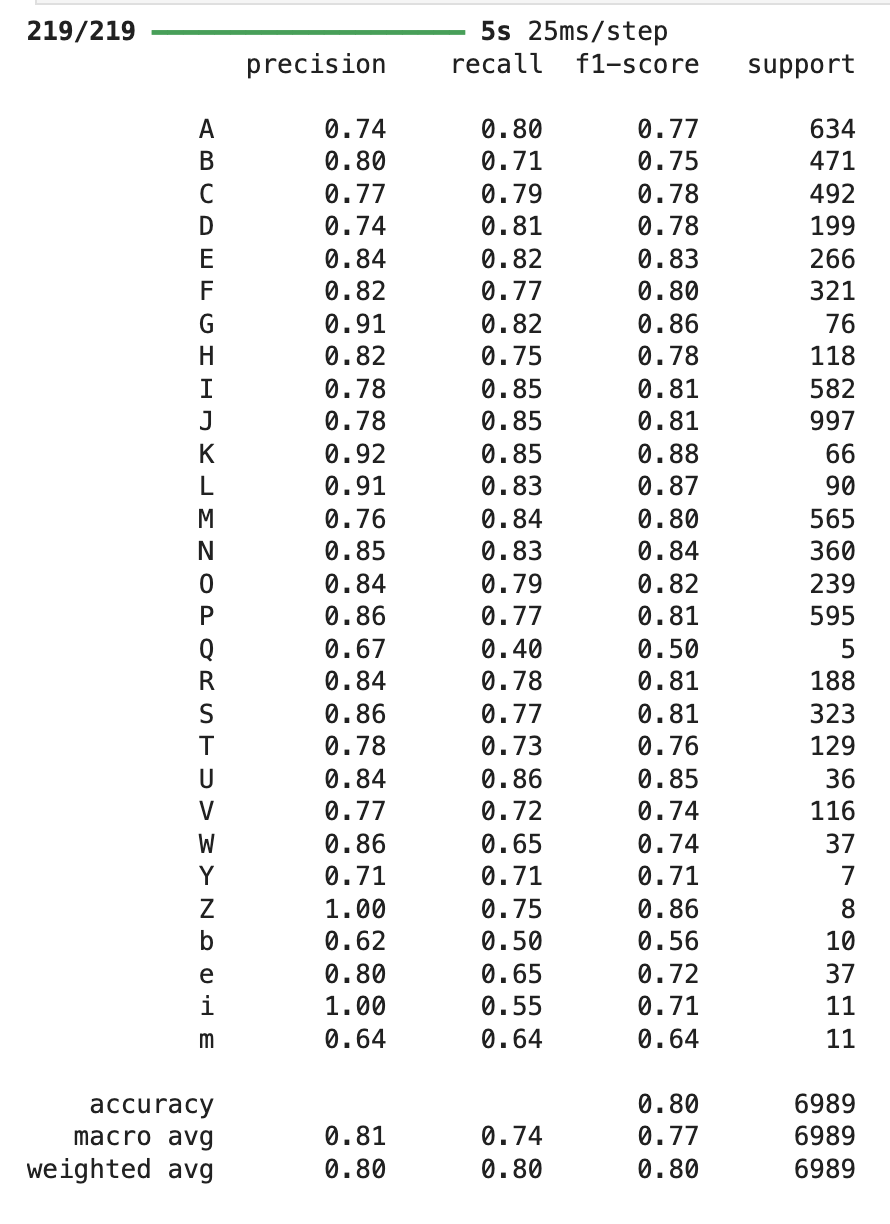 219/219 5s 25ms/step
precision recall f1-score support
A 0.74 0.80 0.77 634
B 0.80 0.71 0.75 471
C 0.77 0.79 0.78 492
D 0.74 0.81 0.78 199
E 0.84 0.82 0.83 266
F 0.82 0.77 0.80 321
G 0.91 0.82 0.86 76
H 0.82 0.75 0.78 118
I 0.78 0.85 0.81 582
J 0.78 0.85 0.81 997
K 0.92 0.85 0.88 66
L 0.91 0.83 0.87 90
M 0.76 0.84 0.80 565
N 0.85 0.83 0.84 360
O 0.84 0.79 0.82 239
P 0.86 0.77 0.81 595
Q 0.67 0.40 0.50 5
R 0.84 0.78 0.81 188
S 0.86 0.77 0.81 323
T 0.78 0.73 0.76 129
U 0.84 0.86 0.85 36
V 0.77 0.72 0.74 116
W 0.86 0.65 0.74 37
Y 0.71 0.71 0.71 7
Z 1.00 0.75 0.86 8
b 0.62 0.50 0.56 10
e 0.80 0.65 0.72 37
i 1.00 0.55 0.71 11
m 0.64 0.64 0.64 11
accuracy 0.80 6989
macro avg 0.81 0.74 0.77 6989
weighted avg 0.80 0.80 0.80 6989